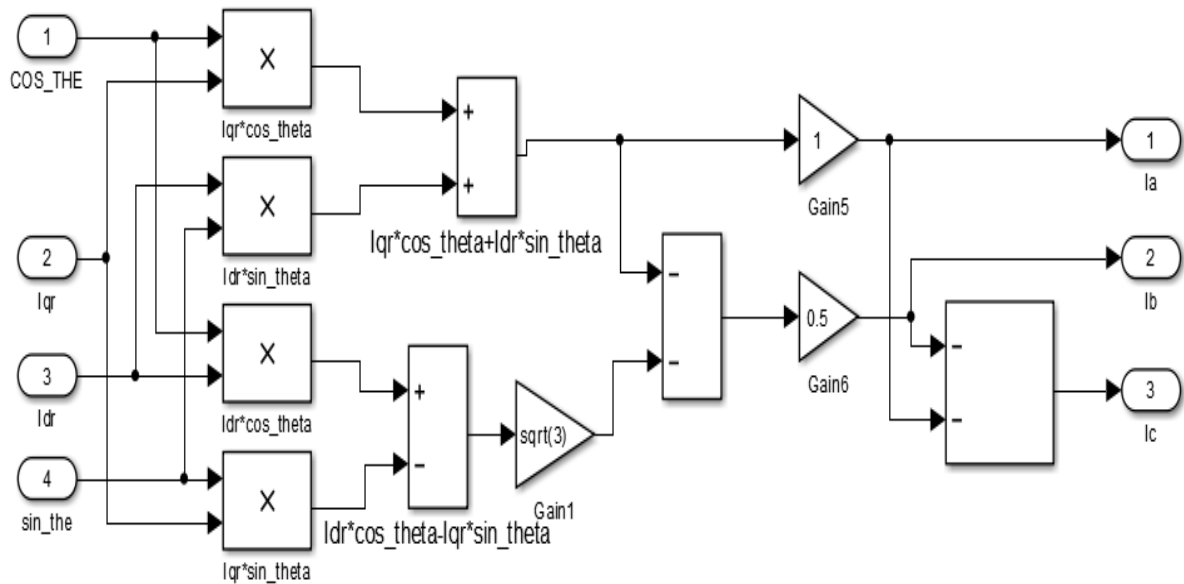 1
COS_THE
Iqr*cos_theta
+
+
1
Gain5
1
Ia
Idr*sin_theta
Iqr*cos_theta+Idr*sin_theta
2
Iqr
-
-
0.5
Gain6
2
Ib
3
Idr
Idr*cos_theta
+
-
sqrt(3)
Gain1
Idr*cos_theta-Iqr*sin_theta
-
-
3
Ic
4
sin_the
Iqr*sin_theta